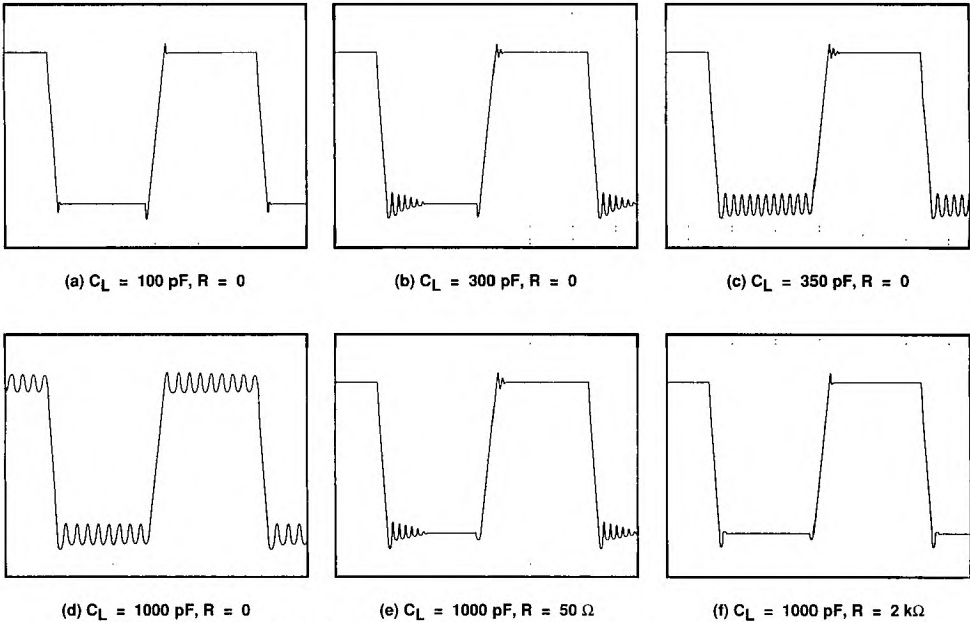 (a) CL = 100 pF, R = 0
(b) CL = 300 pF, R = 0
(c) CL = 350 pF, R = 0
(d) CL = 1000 pF, R = 0
(e) CL = 1000 pF, R = 50 Ω
(f) CL = 1000 pF, R = 2 kΩ